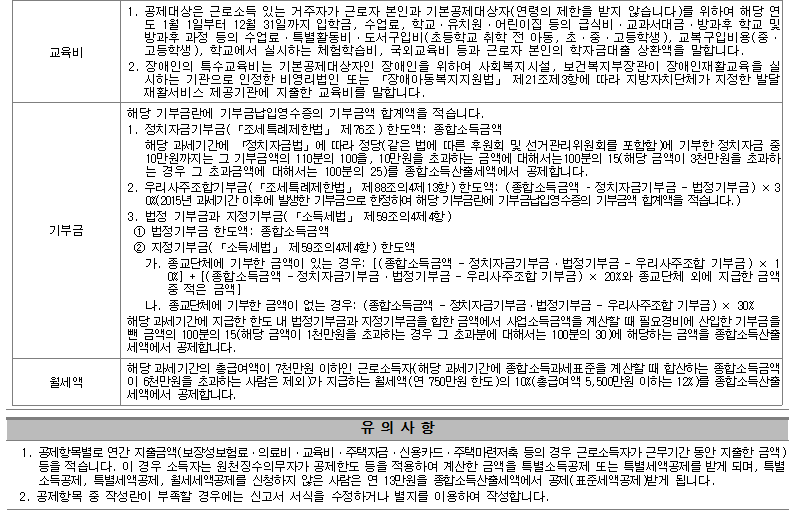 교육비
1. 공제대상은 근로소득 있는 거주자가 근로자 본인과 기본공제대상자(연령의 제한을 받지 않습니다)를 위하여 해당 연
도 1월 1일부터 12월 31일까지 입학금, 수업료, 학교ㆍ유치원ㆍ어린이집 등의 급식비ㆍ교과서대금ㆍ방과후 학교 및
방과후 과정 등의 수업료ㆍ특별활동비ㆍ도서구입비(초등학교 취학 전 아동, 초ㆍ중ㆍ고등학생), 교복구입비용(중ㆍ
고등학생), 학교에서 실시하는 체험학습비, 국외교육비 등과 근로자 본인의 학자금대출 상환액을 말합니다.
2. 장애인의 특수교육비는 기본공제대상자인 장애인을 위하여 사회복지시설, 보건복지부장관이 장애인재활교육을 실
시하는 기관으로 인정한 비영리법인 또는 「장애아동복지지원법」 제21조제3항에 따라 지방자치단체가 지정한 발달
재활서비스 제공기관에 지출한 교육비를 말합니다.
기부금
해당 기부금란에 기부금납입영수증의 기부금액 합계액을 적습니다.
1. 정치자금기부금(「조세특례제한법」 제76조) 한도액: 종합소득금액
해당 과세기간에 「정치자금법」에 따라 정당(같은 법에 따른 후원회 및 선거관리위원회를 포함함)에 기부한 정치자금 중
10만원까지는 그 기부금액의 110분의 100을, 10만원을 초과하는 금액에 대해서는100분의 15(해당 금액이 3천만원을 초과하
는 경우 그 초과금액에 대해서는 100분의 25)를 종합소득산출세액에서 공제합니다.
2. 우리사주조합기부금(「조세특례제한법」 제88조의4제13항) 한도액: (종합소득금액 - 정치자금기부금 - 법정기부금) × 3
0%(2015년 과세기간 이후에 발생한 기부금으로 한정하여 해당 기부금란에 기부금납입영수증의 기부금액 합계액을 적습니다.)
3. 법정 기부금과 지정기부금(「소득세법」 제59조의4제4항)
① 법정기부금 한도액: 종합소득금액
② 지정기부금(「소득세법」 제59조의4제4항) 한도액
가. 종교단체에 기부한 금액이 있는 경우: [(종합소득금액 - 정치자금기부금ㆍ법정기부금 - 우리사주조합 기부금) × 1
0%] + [(종합소득금액 - 정치자금기부금ㆍ법정기부금 - 우리사주조합 기부금) × 20%와 종교단체 외에 지급한 금액
중 적은 금액]
나. 종교단체에 기부한 금액이 없는 경우: (종합소득금액 - 정치자금기부금ㆍ법정기부금 - 우리사주조합 기부금) × 30%
해당 과세기간에 지급한 한도 내 법정기부금과 지정기부금을 합한 금액에서 사업소득금액을 계산할 때 필요경비에 산입한 기부금을
뺀 금액의 100분의 15(해당 금액이 1천만원을 초과하는 경우 그 초과분에 대해서는 100분의 30)에 해당하는 금액을 종합소득산출
세액에서 공제합니다.
월세액
해당 과세기간의 총급여액이 7천만원 이하인 근로소득자(해당 과세기간에 종합소득과세표준을 계산할 때 합산하는 종합소득금액
이 6천만원을 초과하는 사람은 제외)가 지급하는 월세액(연 750만원 한도)의 10%(총급여액 5,500만원 이하는 12%)를 종합소득산출
세액에서 공제합니다.
유 의 사 항
1. 공제항목별로 연간 지출금액(보장성보험료ㆍ의료비ㆍ교육비ㆍ주택자금ㆍ신용카드ㆍ주택마련저축 등의 경우 근로소득자가 근무기간 동안 지출한 금액)
등을 적습니다. 이 경우 소득자는 원천징수의무자가 공제한도 등을 적용하여 계산한 금액을 특별소득공제 또는 특별세액공제를 받게 되며, 특별
소득공제, 특별세액공제, 월세액공제를 신청하지 않은 사람은 연 13만원을 종합소득산출세액에서 공제(표준세액공제)받게 됩니다.
2. 공제항목 중 작성란이 부족할 경우에는 신고서 서식을 수정하거나 별지를 이용하여 작성합니다.